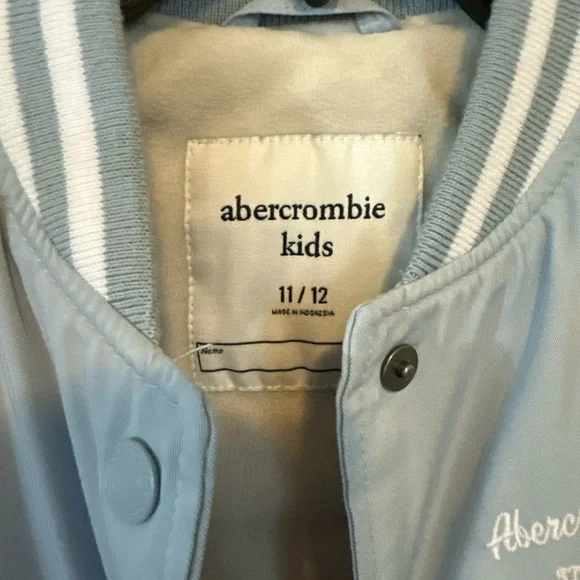 abercrombie
kids
11 / 12
MADE IN INDONESIA
Name